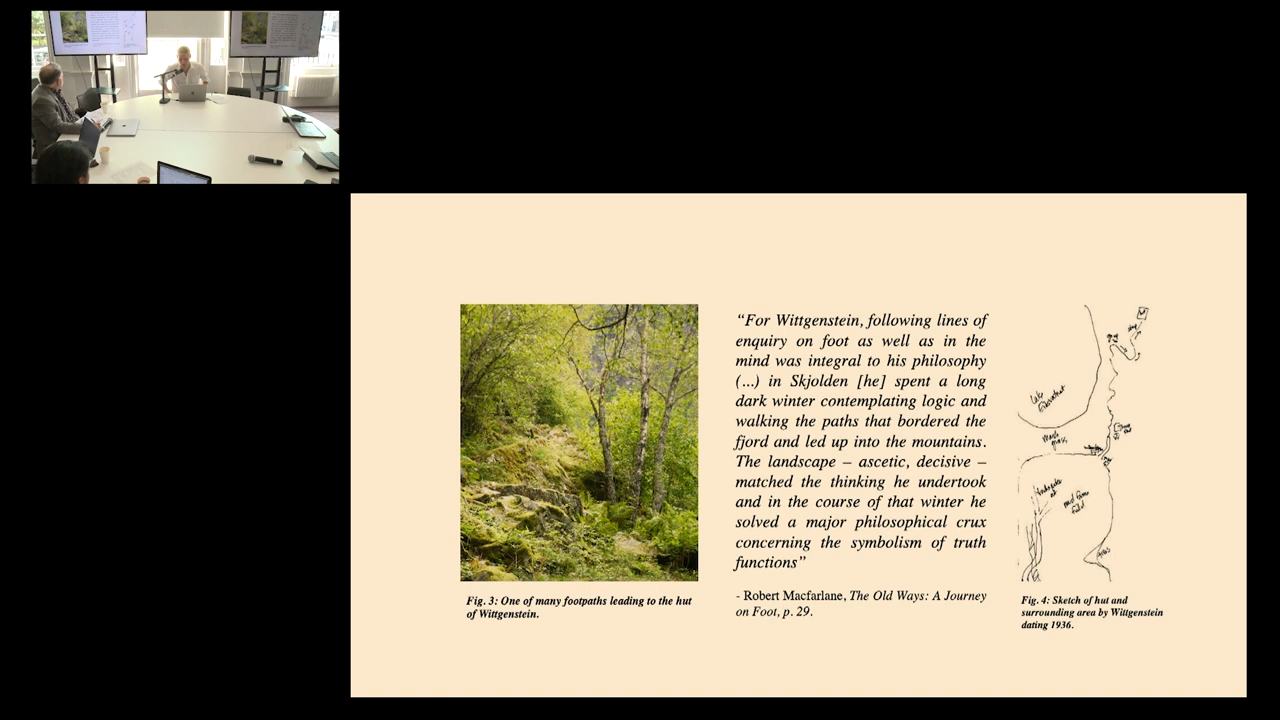 “For Wittgenstein, following lines of
enquiry on foot as well as in the
mind was integral to his philosophy
(...) in Skjolden [he] spent a long
dark winter contemplating logic and
walking the paths that bordered the
fjord and led up into the mountains.
The landscape – ascetic, decisive –
matched the thinking he undertook
and in the course of that winter he
solved a major philosophical crux
concerning the symbolism of truth
functions”
- Robert Macfarlane, The Old Ways: A Journey
on Foot, p. 29.
Fig. 3: One of many footpaths leading to the hut
of Wittgenstein.
Fig. 4: Sketch of hut and
surrounding area by Wittgenstein
dating 1936.